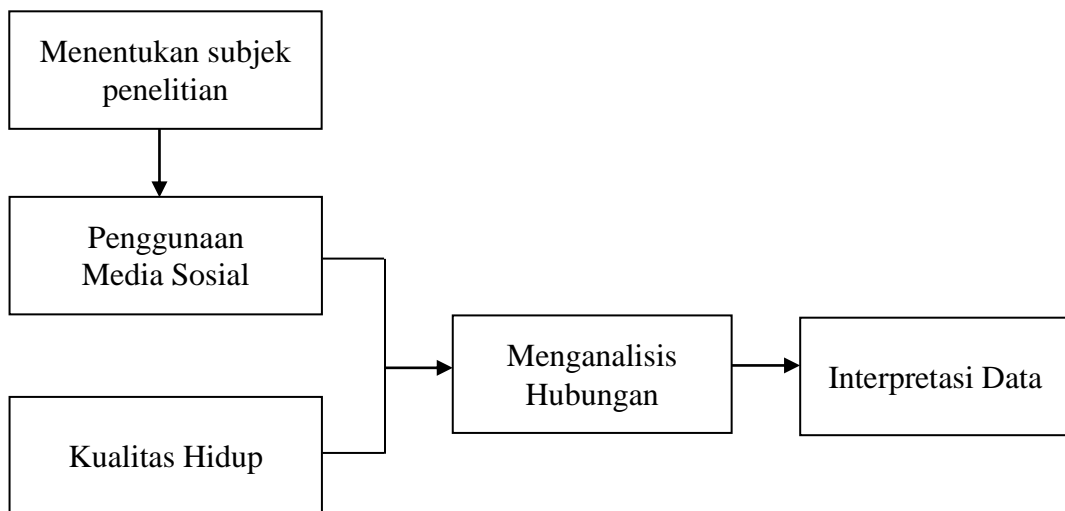 Menentukan subjek
penelitian
Penggunaan
Media Sosial
Kualitas Hidup
Menganalisis
Hubungan
Interpretasi Data